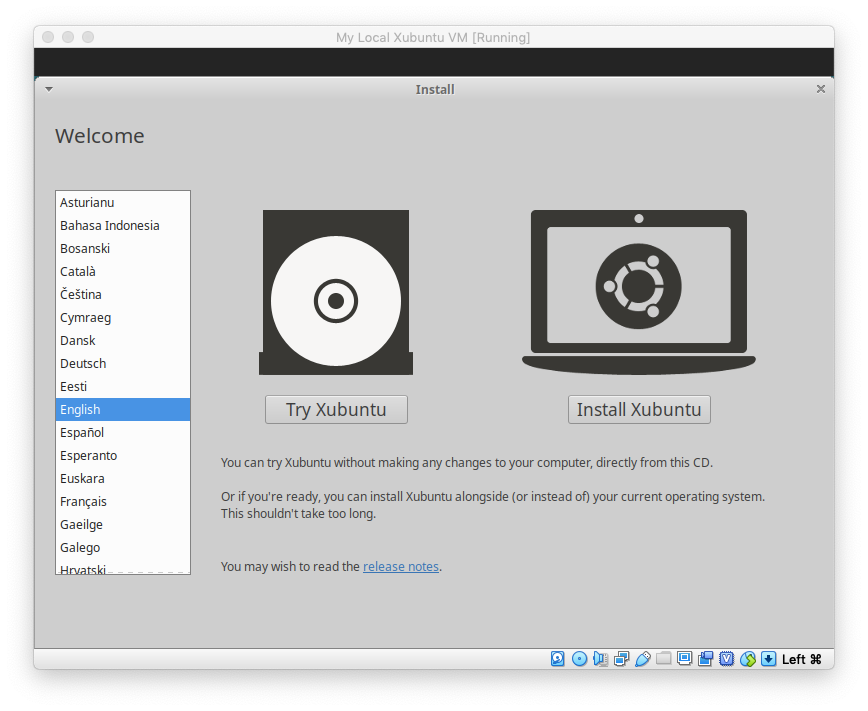 My Local Xubuntu VM [Running]
Install
Welcome
Asturianu
Bahasa Indonesia
Bosanski
Català
Čeština
Cymraeg
Dansk
Deutsch
Eesti
English
Español
Esperanto
Euskara
Français
Gaeilge
Galego
Hrvatski
Try Xubuntu
Install Xubuntu
You can try Xubuntu without making any changes to your computer, directly from this CD.
Or if you're ready, you can install Xubuntu alongside (or instead of) your current operating system.
This shouldn't take too long.
You may wish to read the release notes.
Left ⌘